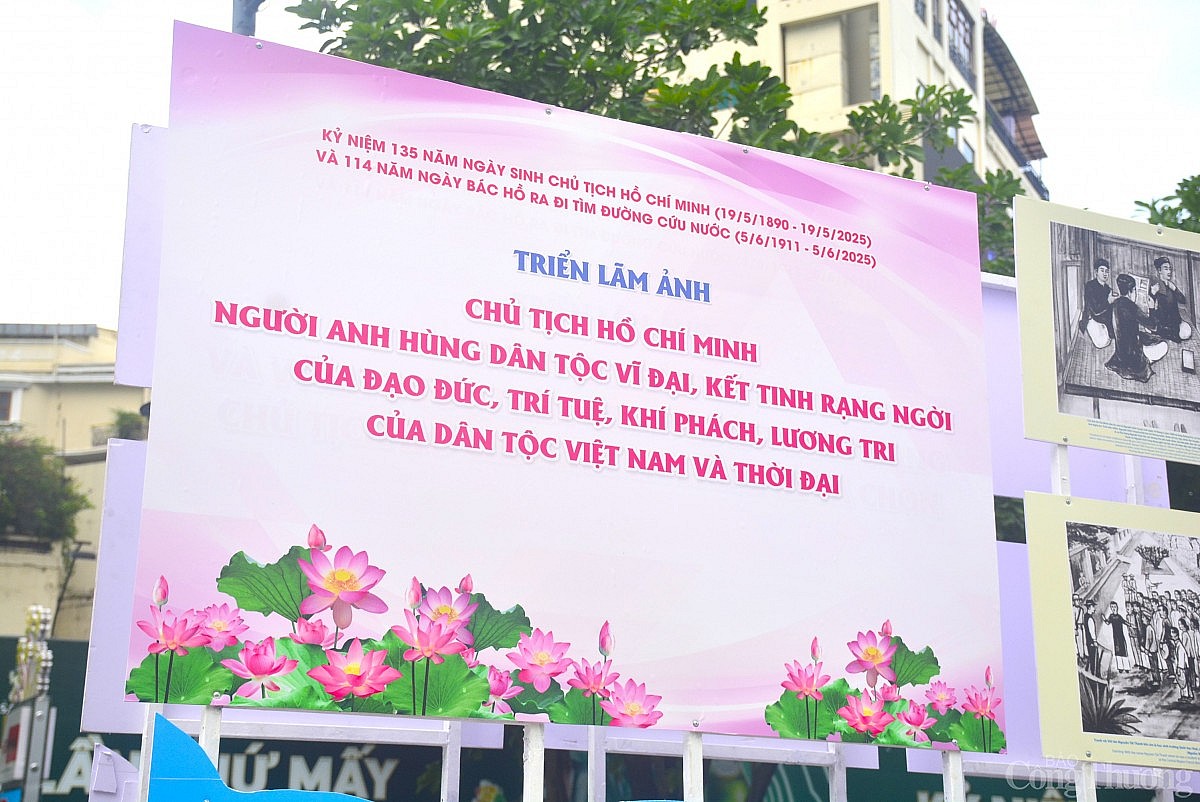 KỶ NIỆM 135 NĂM NGÀY SINH CHỦ TỊCH HỒ CHÍ MINH (19/5/1890 - 19/5/2025)
VÀ 114 NĂM NGÀY BÁC HỒ RA ĐI TÌM ĐƯỜNG CỨU NƯỚC (5/6/1911 - 5/6/2025)
TRIỂN LÃM ẢNH
CHỦ TỊCH HỒ CHÍ MINH
NGƯỜI ANH HÙNG DÂN TỘC VĨ ĐẠI, KẾT TINH RẠNG NGỜI
CỦA ĐẠO ĐỨC, TRÍ TUỆ, KHÍ PHÁCH, LƯƠNG TRI
CỦA DÂN TỘC VIỆT NAM VÀ THỜI ĐẠI
LẦN THỨ MẤY
BÁO
Công Thương